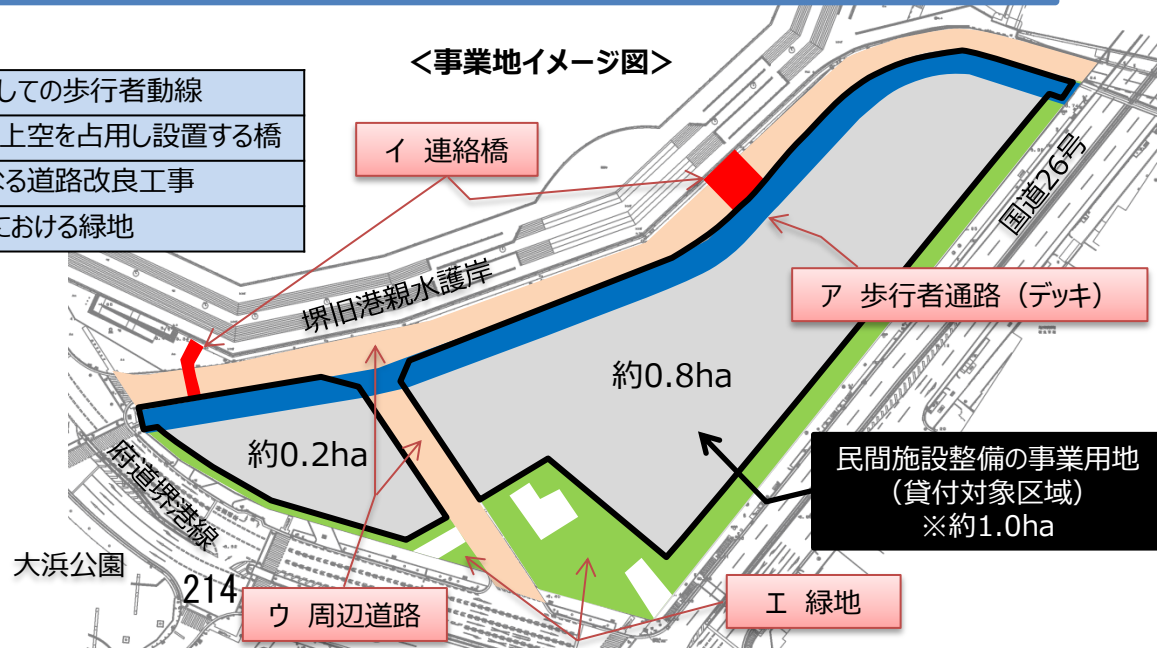 <事業地イメージ図>
しての歩行者動線
上空を占用し設置する橋
る道路改良工事
における緑地
イ 連絡橋
国道26号
堺旧港親水護岸
ア 歩行者通路（デッキ）
約0.8ha
約0.2ha
民間施設整備の事業用地
（貸付対象区域）
※約1.0ha
府道堺港線
大浜公園
214
ウ 周辺道路
エ 緑地